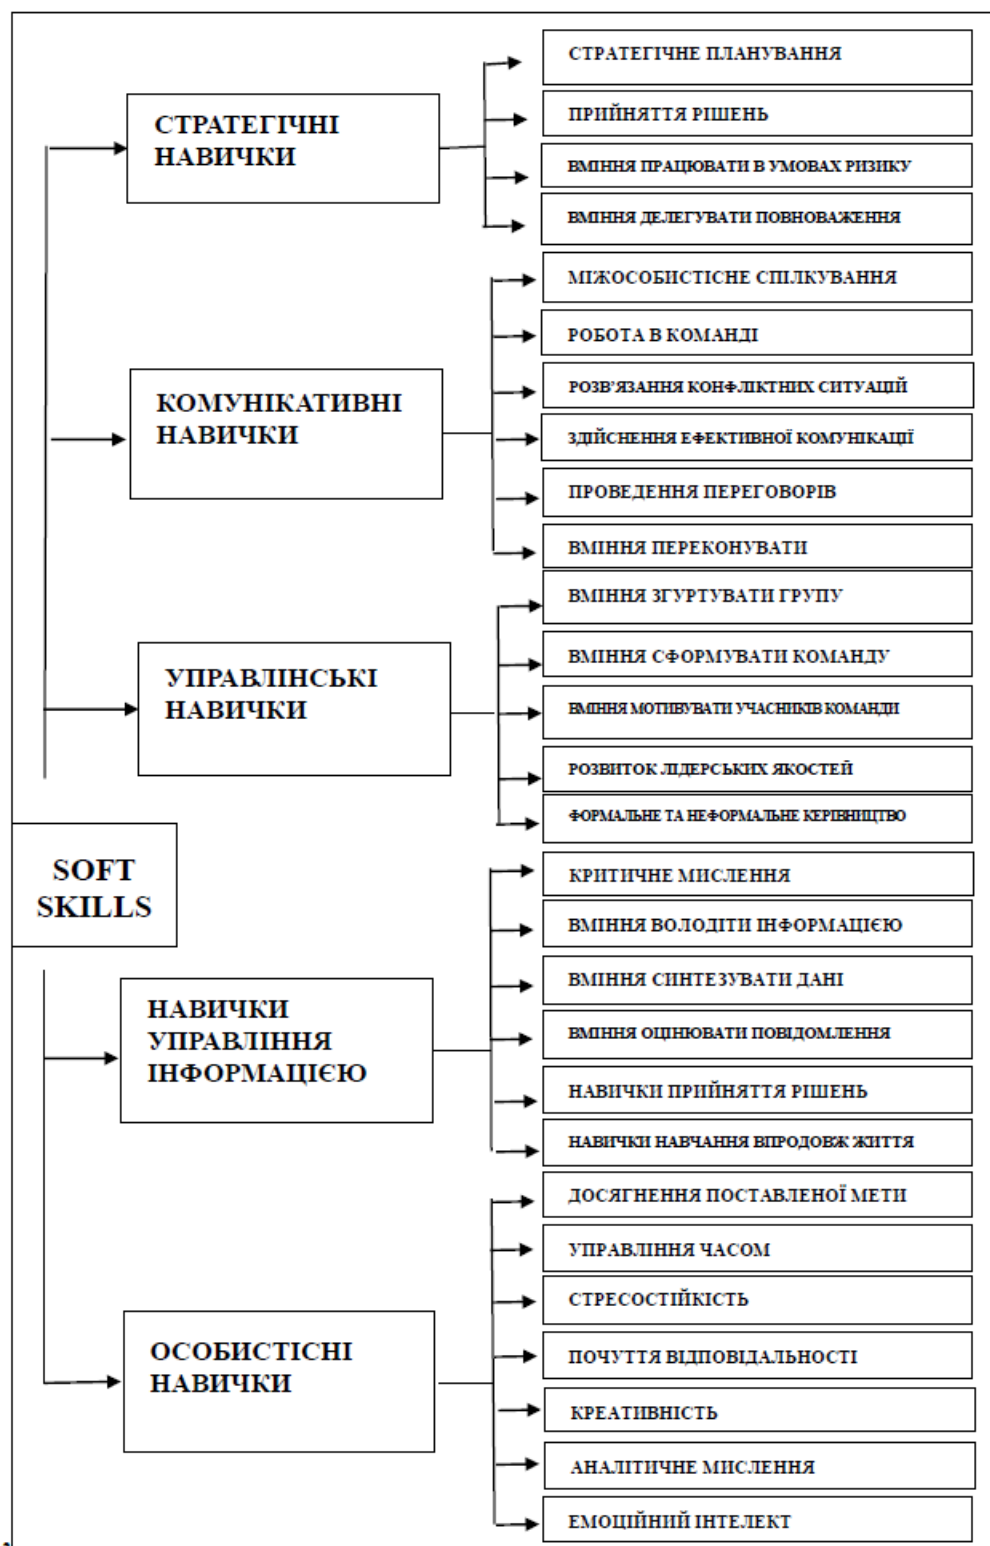 СТРАТЕГІЧНІ
НАВИЧКИ
СТРАТЕГІЧНЕ ПЛАНУВАННЯ
ПРИЙНЯТТЯ РІШЕНЬ
ВМІННЯ ПРАЦЮВАТИ В УМОВАХ РИЗИКУ
ВМІННЯ ДЕЛЕГУВАТИ ПОВНОВАЖЕННЯ
КОМУНІКАТИВНІ
НАВИЧКИ
МІЖОСОБИСТІСНЕ СПІЛКУВАННЯ
РОБОТА В КОМАНДІ
РОЗВ’ЯЗАННЯ КОНФЛІКТНИХ СИТУАЦІЙ
ЗДІЙСНЕННЯ ЕФЕКТИВНОЇ КОМУНІКАЦІЇ
ПРОВЕДЕННЯ ПЕРЕГОВОРІВ
ВМІННЯ ПЕРЕКОНУВАТИ
УПРАВЛІНСЬКІ
НАВИЧКИ
ВМІННЯ ЗГУРТУВАТИ ГРУПУ
ВМІННЯ СФОРМУВАТИ КОМАНДУ
ВМІННЯ МОТИВУВАТИ УЧАСНИКІВ КОМАНДИ
РОЗВИТОК ЛІДЕРСЬКИХ ЯКОСТЕЙ
ФОРМАЛЬНЕ ТА НЕФОРМАЛЬНЕ КЕРІВНИЦТВО
SOFT
SKILLS
НАВИЧКИ
УПРАВЛІННЯ
ІНФОРМАЦІЄЮ
КРИТИЧНЕ МИСЛЕННЯ
ВМІННЯ ВОЛОДІТИ ІНФОРМАЦІЄЮ
ВМІННЯ СИНТЕЗУВАТИ ДАНІ
ВМІННЯ ОЦІНЮВАТИ ПОВІДОМЛЕННЯ
НАВИЧКИ ПРИЙНЯТТЯ РІШЕНЬ
НАВИЧКИ НАВЧАННЯ ВПРОДОВЖ ЖИТТЯ
ОСОБИСТІСНІ
НАВИЧКИ
ДОСЯГНЕННЯ ПОСТАВЛЕНОЇ МЕТИ
УПРАВЛІННЯ ЧАСОМ
СТРЕСОСТІЙКІСТЬ
ПОЧУТТЯ ВІДПОВІДАЛЬНОСТІ
КРЕАТИВНІСТЬ
АНАЛІТИЧНЕ МИСЛЕННЯ
ЕМОЦІЙНИЙ ІНТЕЛЕКТ